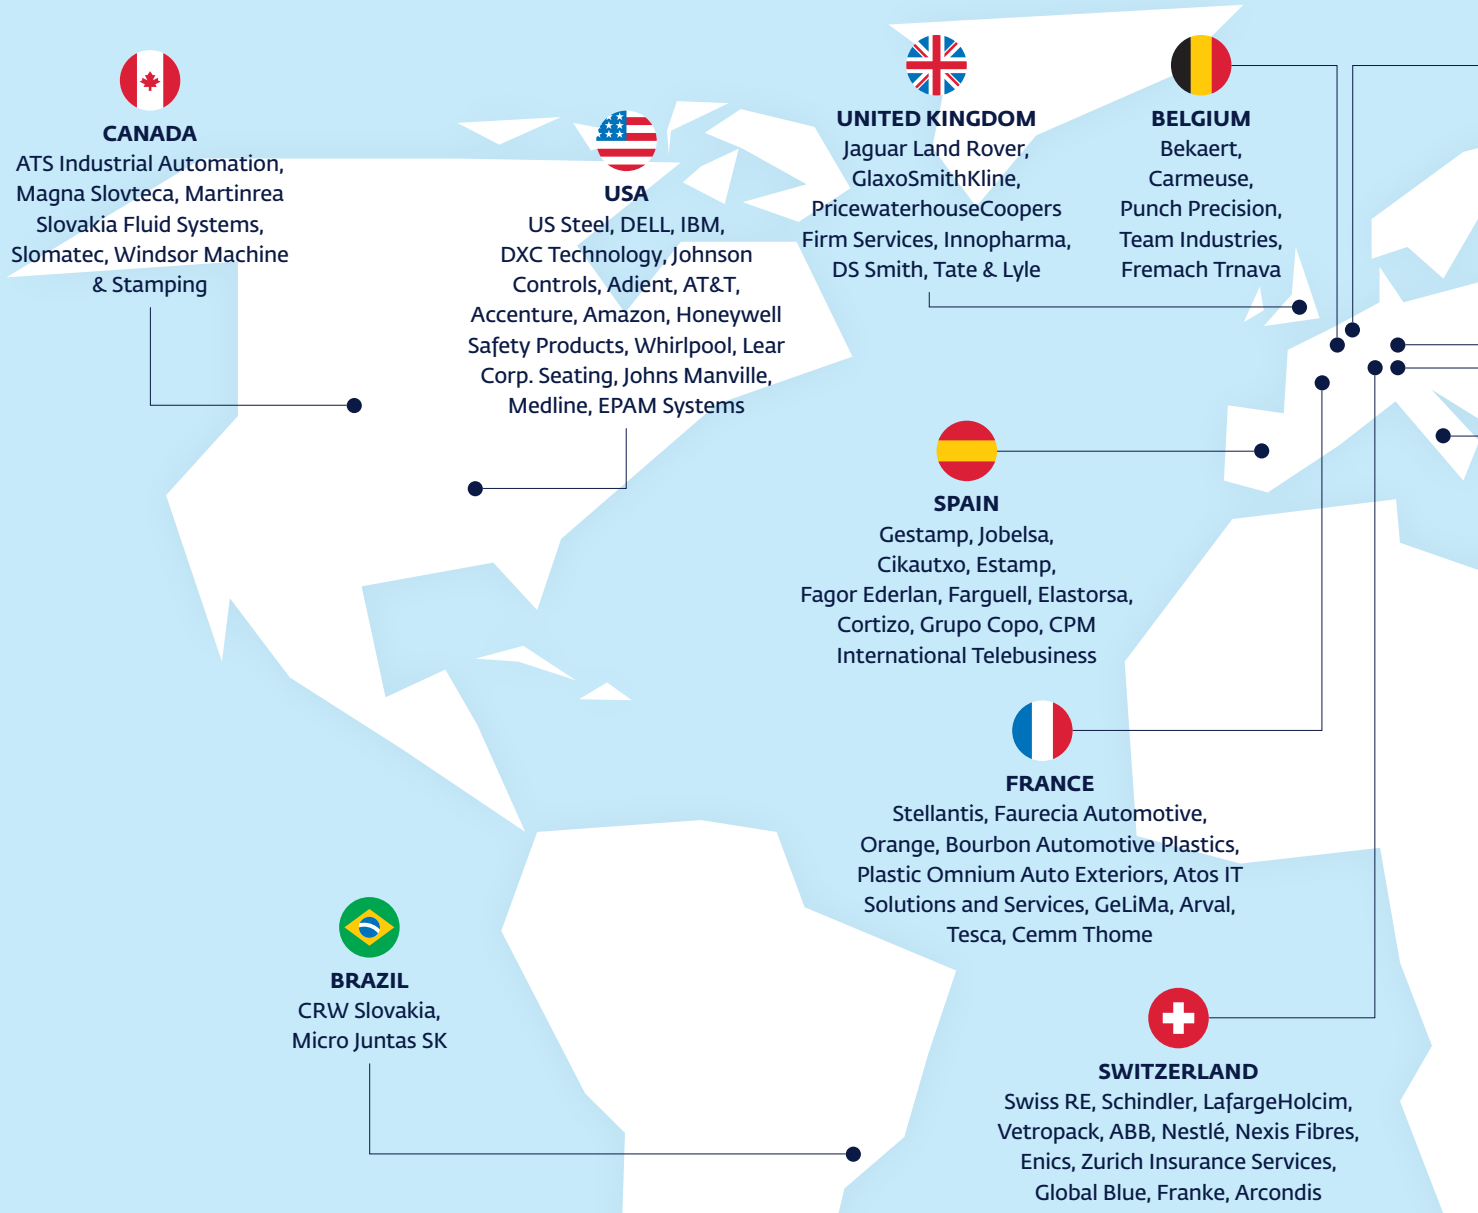 CANADA
ATS Industrial Automation,
Magna Slovteca, Martinrea
Slovakia Fluid Systems,
Slomatec, Windsor Machine
& Stamping
USA
US Steel, DELL, IBM,
DXC Technology, Johnson
Controls, Adient, AT&T,
Accenture, Amazon, Honeywell
Safety Products, Whirlpool, Lear
Corp. Seating, Johns Manville,
Medline, EPAM Systems
UNITED KINGDOM
Jaguar Land Rover,
GlaxoSmithKline,
PricewaterhouseCoopers
Firm Services, Innopharma,
DS Smith, Tate & Lyle
BELGIUM
Bekaert,
Carmeuse,
Punch Precision,
Team Industries,
Fremach Trnava
SPAIN
Gestamp, Jobelsa,
Cikautxo, Estamp,
Fagor Ederlan, Farguell, Elastorsa,
Cortizo, Grupo Copo, CPM
International Telebusiness
FRANCE
Stellantis, Faurecia Automotive,
Orange, Bourbon Automotive Plastics,
Plastic Omnium Auto Exteriors, Atos IT
Solutions and Services, GeLiMa, Arval,
Tesca, Cemm Thome
BRAZIL
CRW Slovakia,
Micro Juntas SK
SWITZERLAND
Swiss RE, Schindler, LafargeHolcim,
Vetropack, ABB, Nestlé, Nexis Fibres,
Enics, Zurich Insurance Services,
Global Blue, Franke, Arcondis